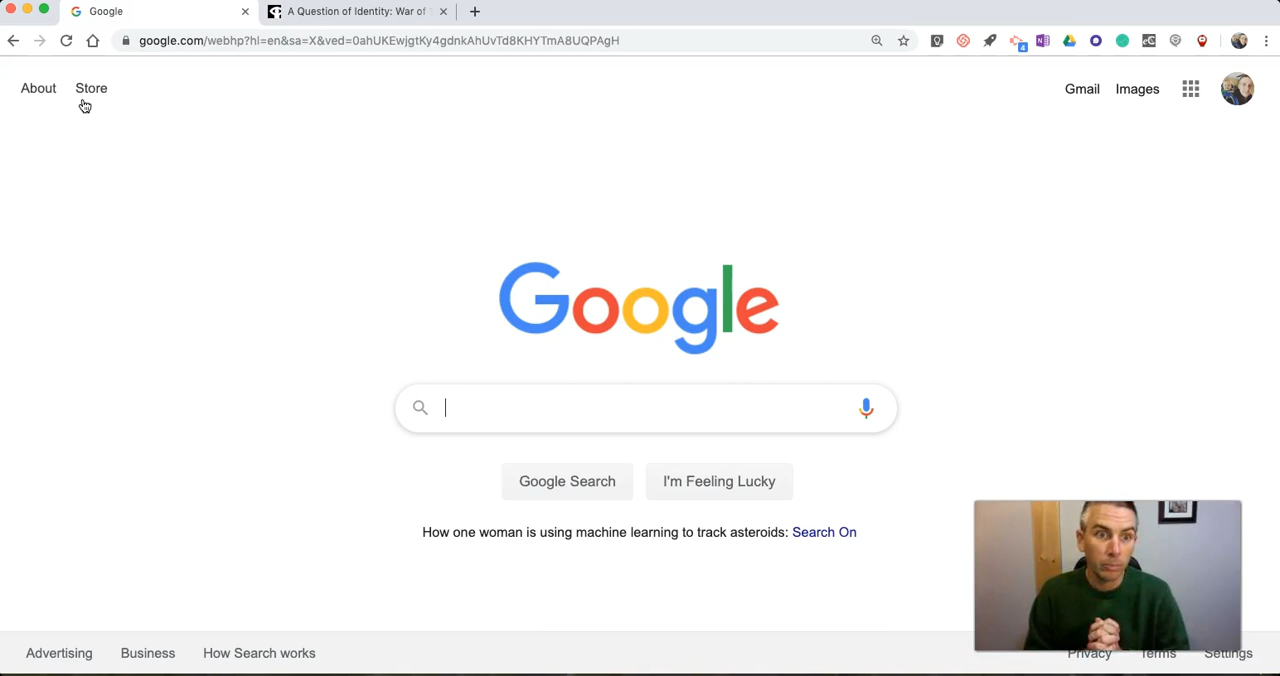 Google
A Question of Identity: War of
google.com/webhp?hl=en&sa=X&ved=0ahUKEwjgtKy4gdnkAhUvTd8KHYTmA8UQPAgH
4
About Store
Gmail Images
Google
Google Search I'm Feeling Lucky
How one woman is using machine learning to track asteroids: Search On
Advertising Business How Search works
Privacy Terms Settings